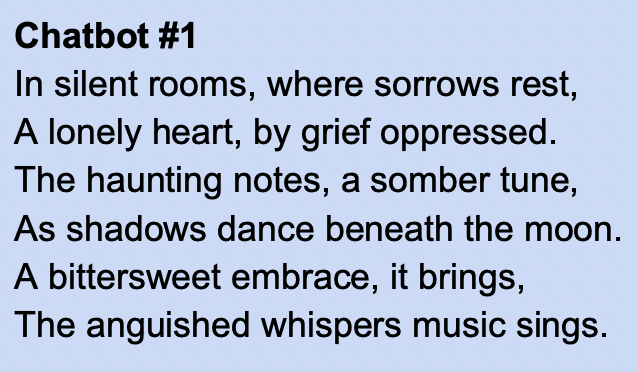 Chatbot #1
In silent rooms, where sorrows rest,
A lonely heart, by grief oppressed.
The haunting notes, a somber tune,
As shadows dance beneath the moon.
A bittersweet embrace, it brings,
The anguished whispers music sings.